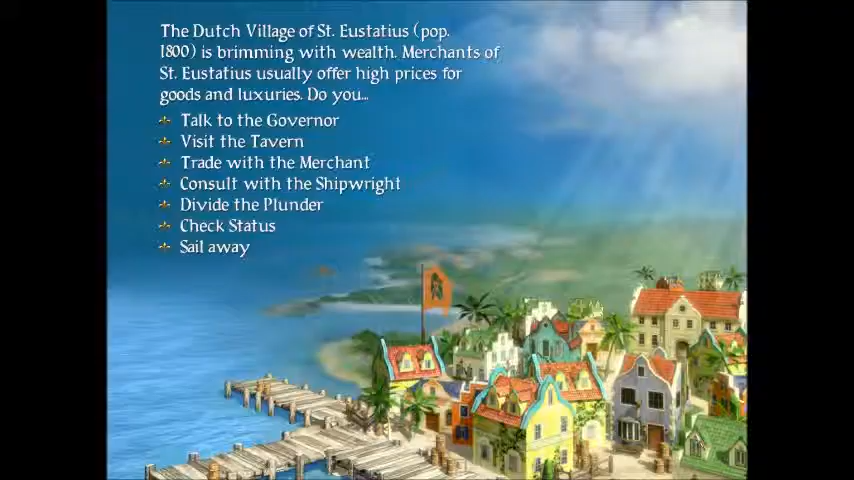 The Dutch Village of St. Eustatius (pop.
1800) is brimming with wealth. Merchants of
St. Eustatius usually offer high prices for
goods and luxuries. Do you...
Talk to the Governor
Visit the Tavern
Trade with the Merchant
Consult with the Shipwright
Divide the Plunder
Check Status
Sail away